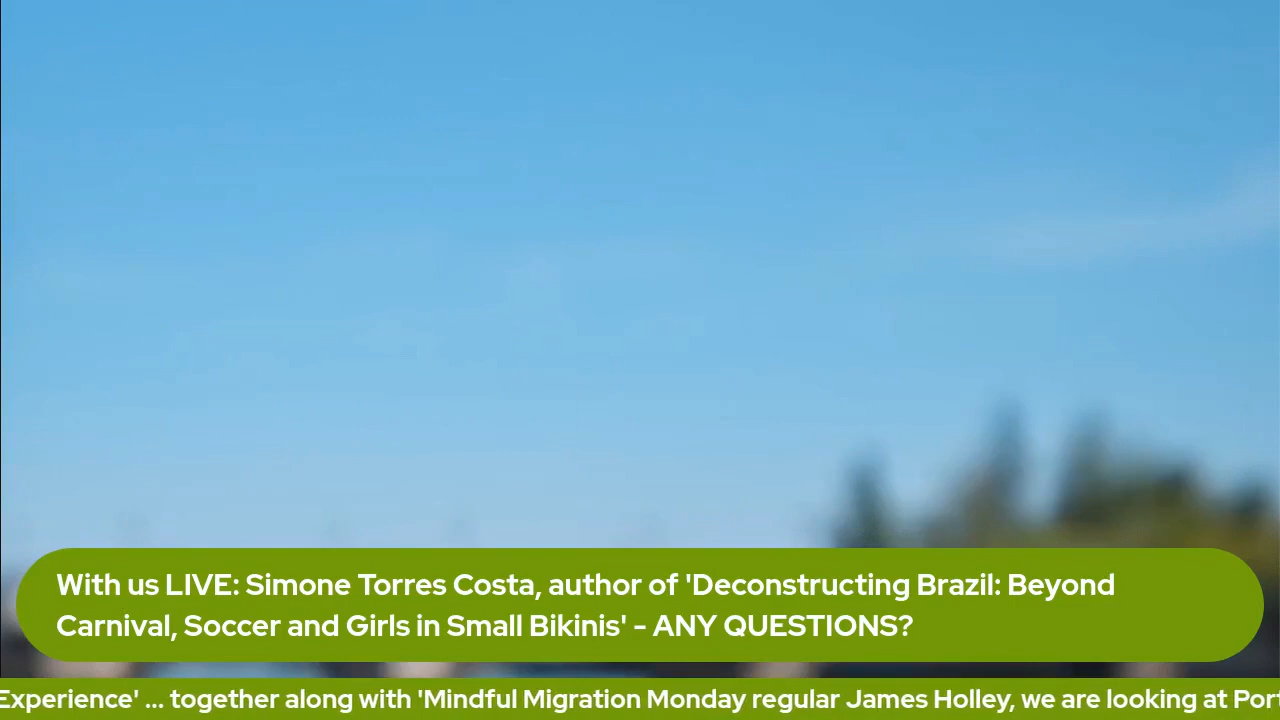 With us LIVE: Simone Torres Costa, author of 'Deconstructing Brazil: Beyond
Carnival, Soccer and Girls in Small Bikinis' - ANY QUESTIONS?
Experience' ... together along with 'Mindful Migration Monday regular James Holley, we are looking at